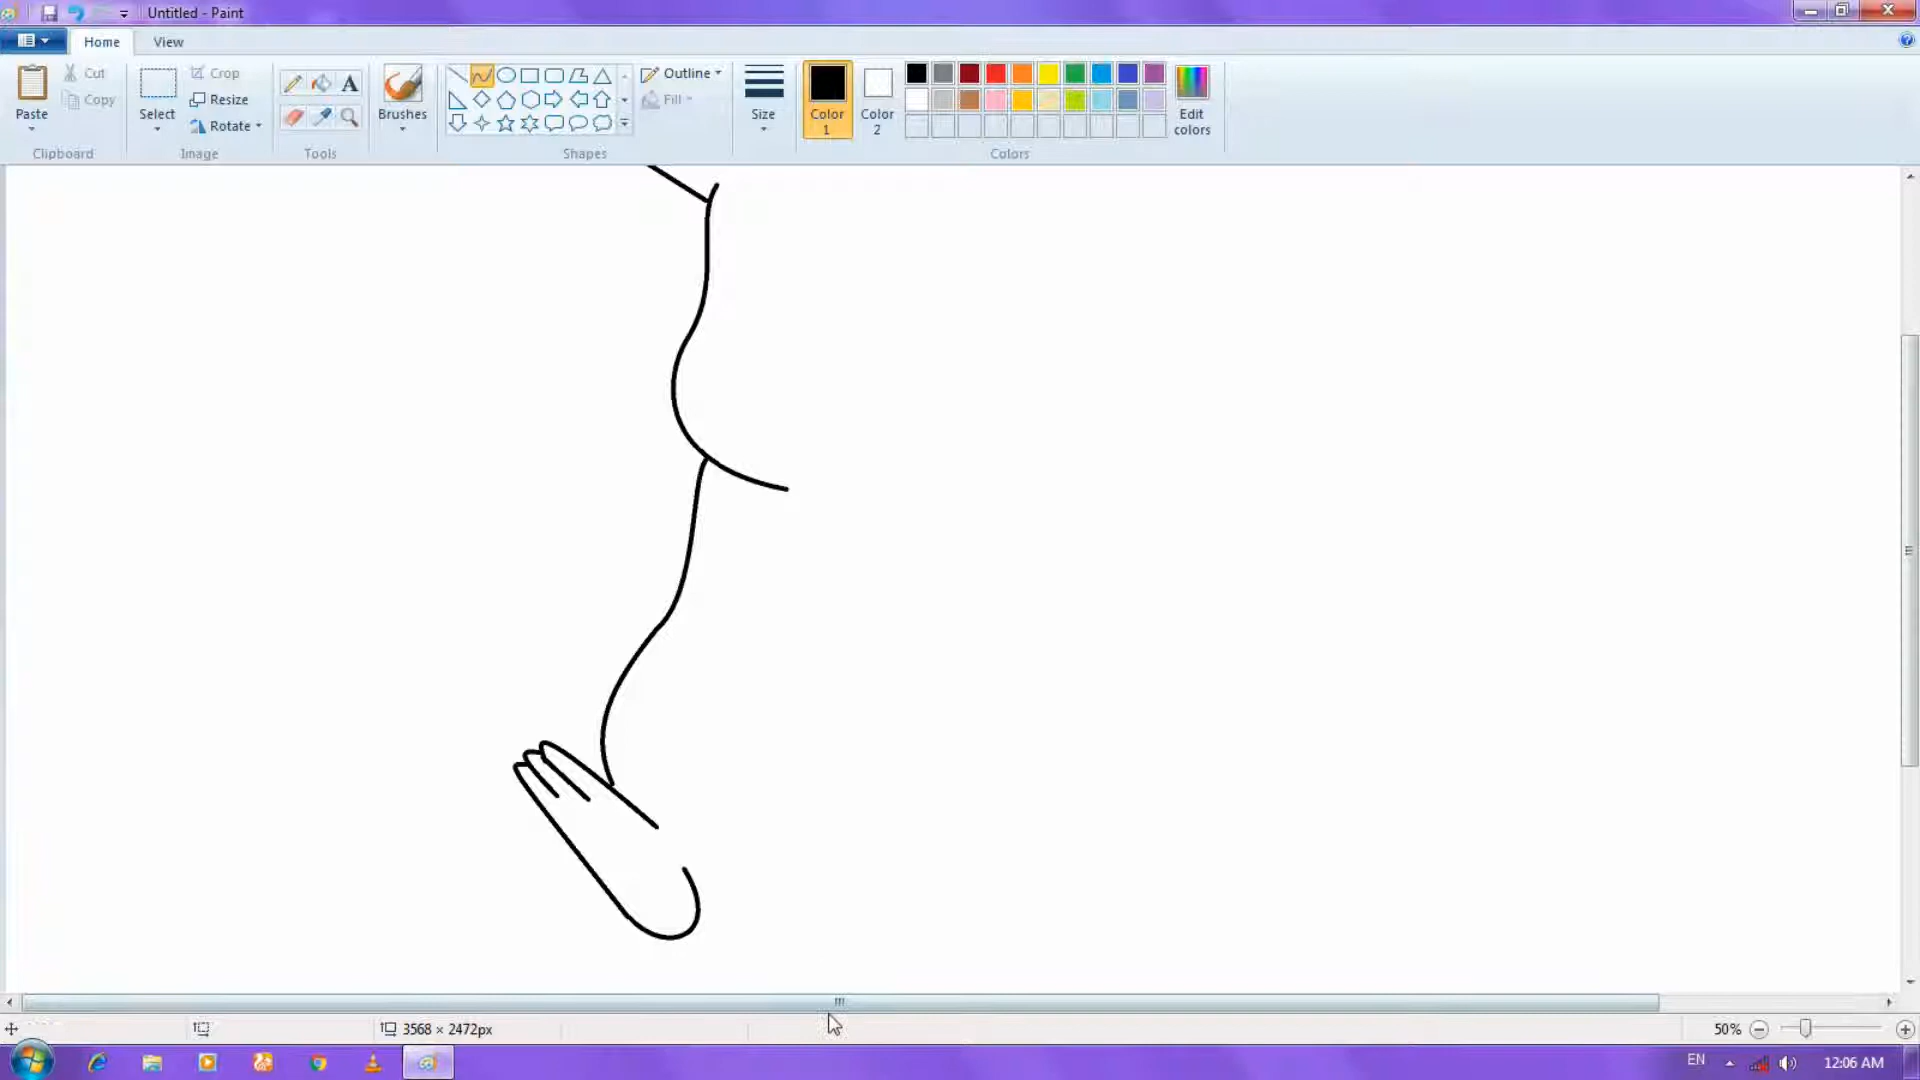 Untitled - Paint
Home View
Cut
Copy
Paste
Clipboard
Select
Crop
Resize
Rotate
Image
A
Tools
Brushes
Shapes
Outline
Fill
Size
Color 1
Color 2
Colors
Edit colors
3568 × 2472px
50%
EN
12:06 AM